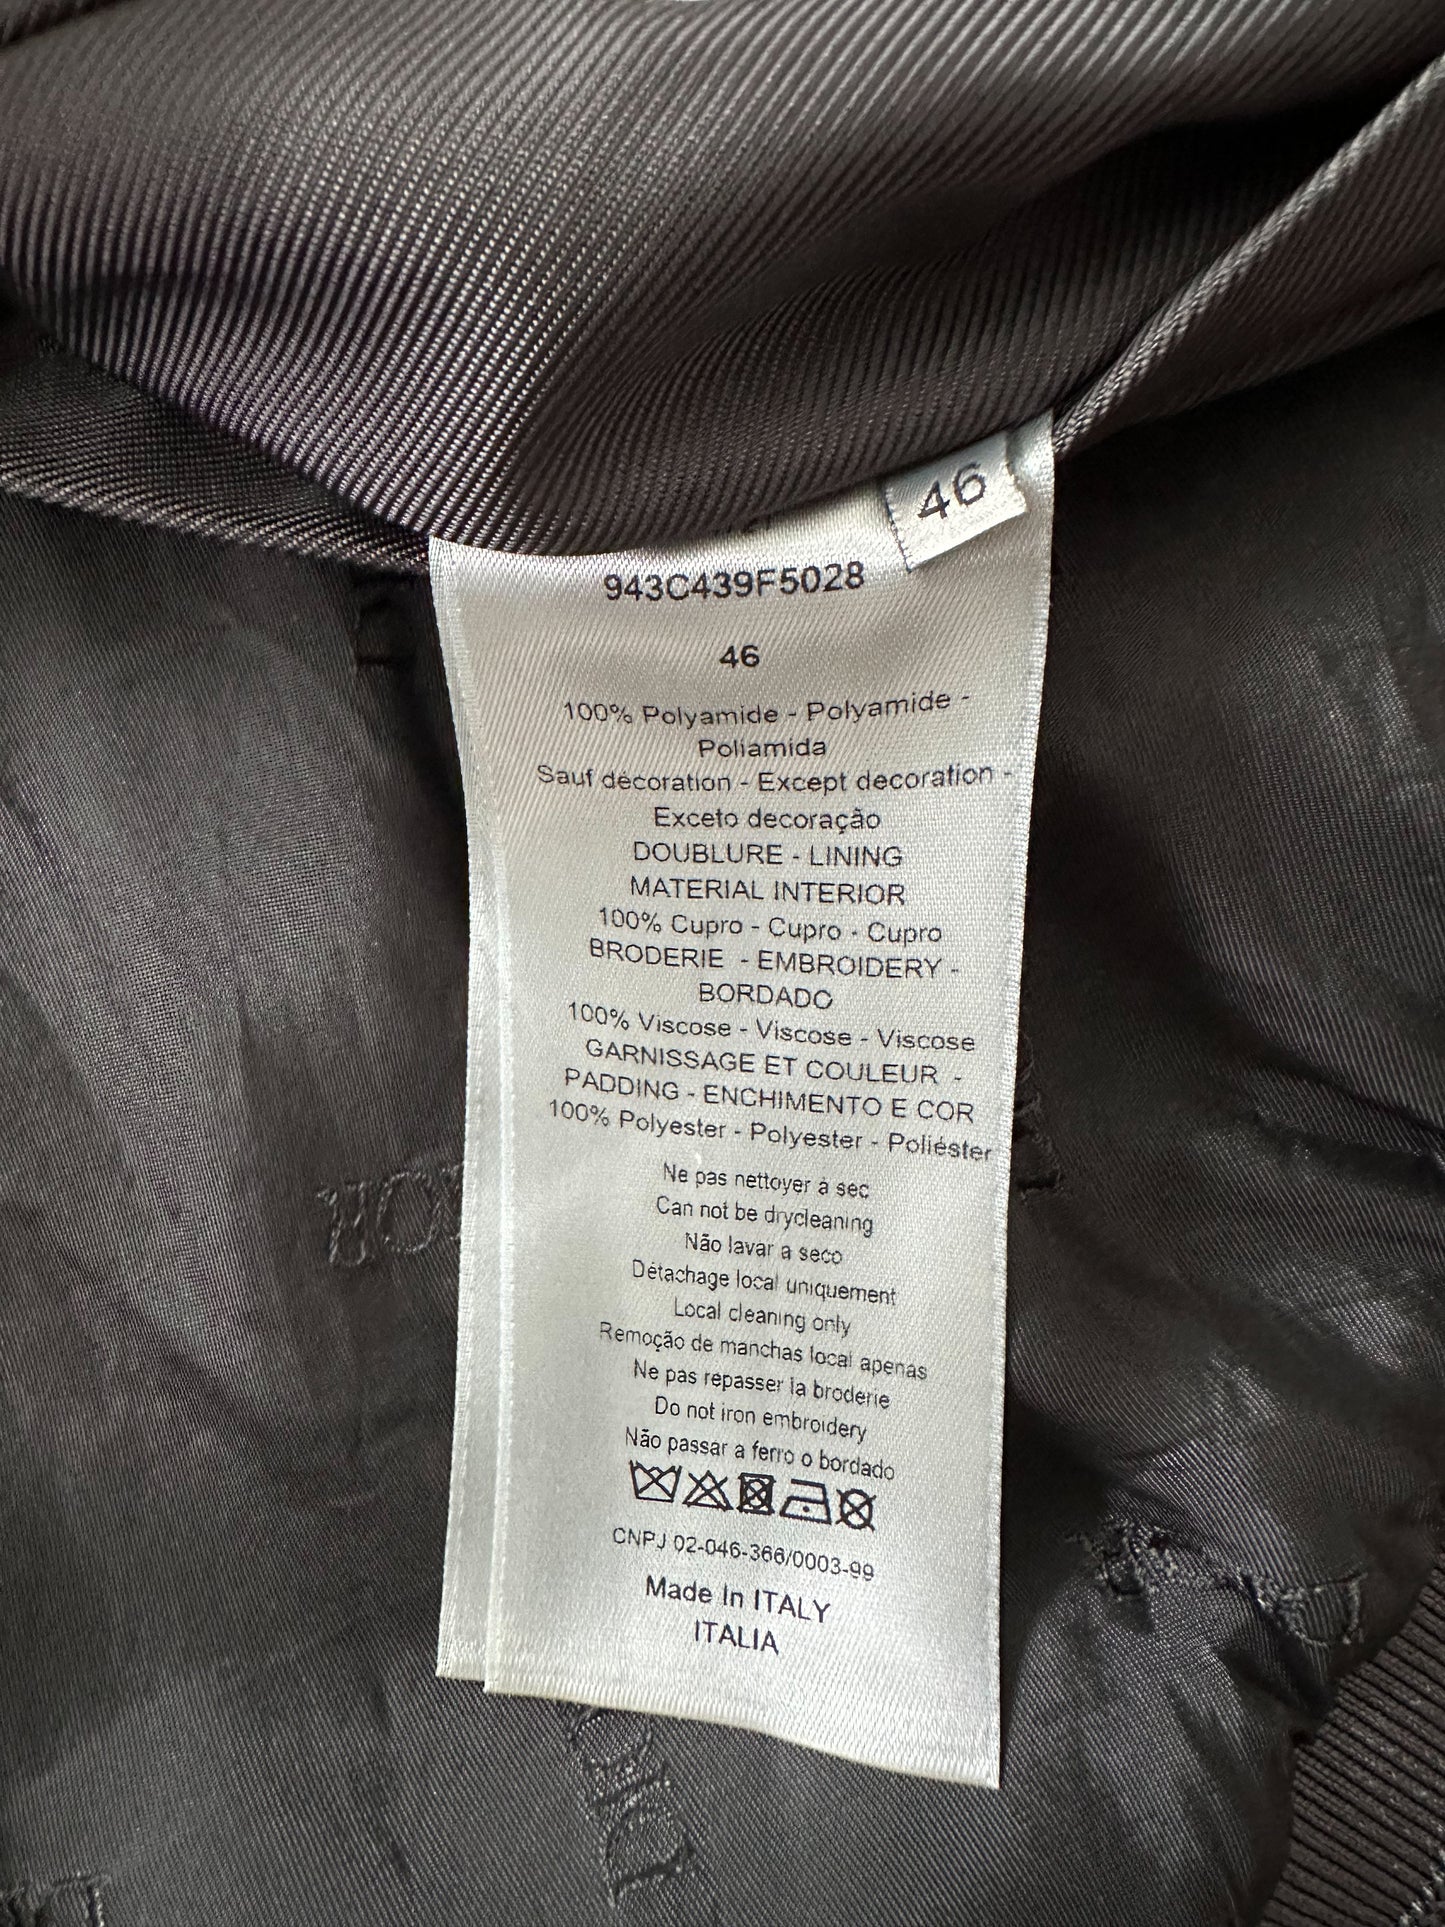 46
943C439F5028
46
100% Polyamide - Polyamide -
Poliamida
Sauf décoration - Except decoration -
Exceto decoração
DOUBLURE - LINING
MATERIAL INTERIOR
100% Cupro - Cupro - Cupro
BRODERIE - EMBROIDERY -
BORDADO
100% Viscose - Viscose - Viscose
GARNISSAGE ET COULEUR -
PADDING - ENCHIMENTO E COR
100% Polyester - Polyester - Poliéster
Ne pas nettoyer à sec
Can not be drycleaning
Não lavar a seco
Détachage local uniquement
Local cleaning only
Remoção de manchas local apenas
Ne pas repasser la broderie
Do not iron embroidery
Não passar a ferro o bordado
CNPJ 02-046-366/0003-99
Made In ITALY
ITALIA